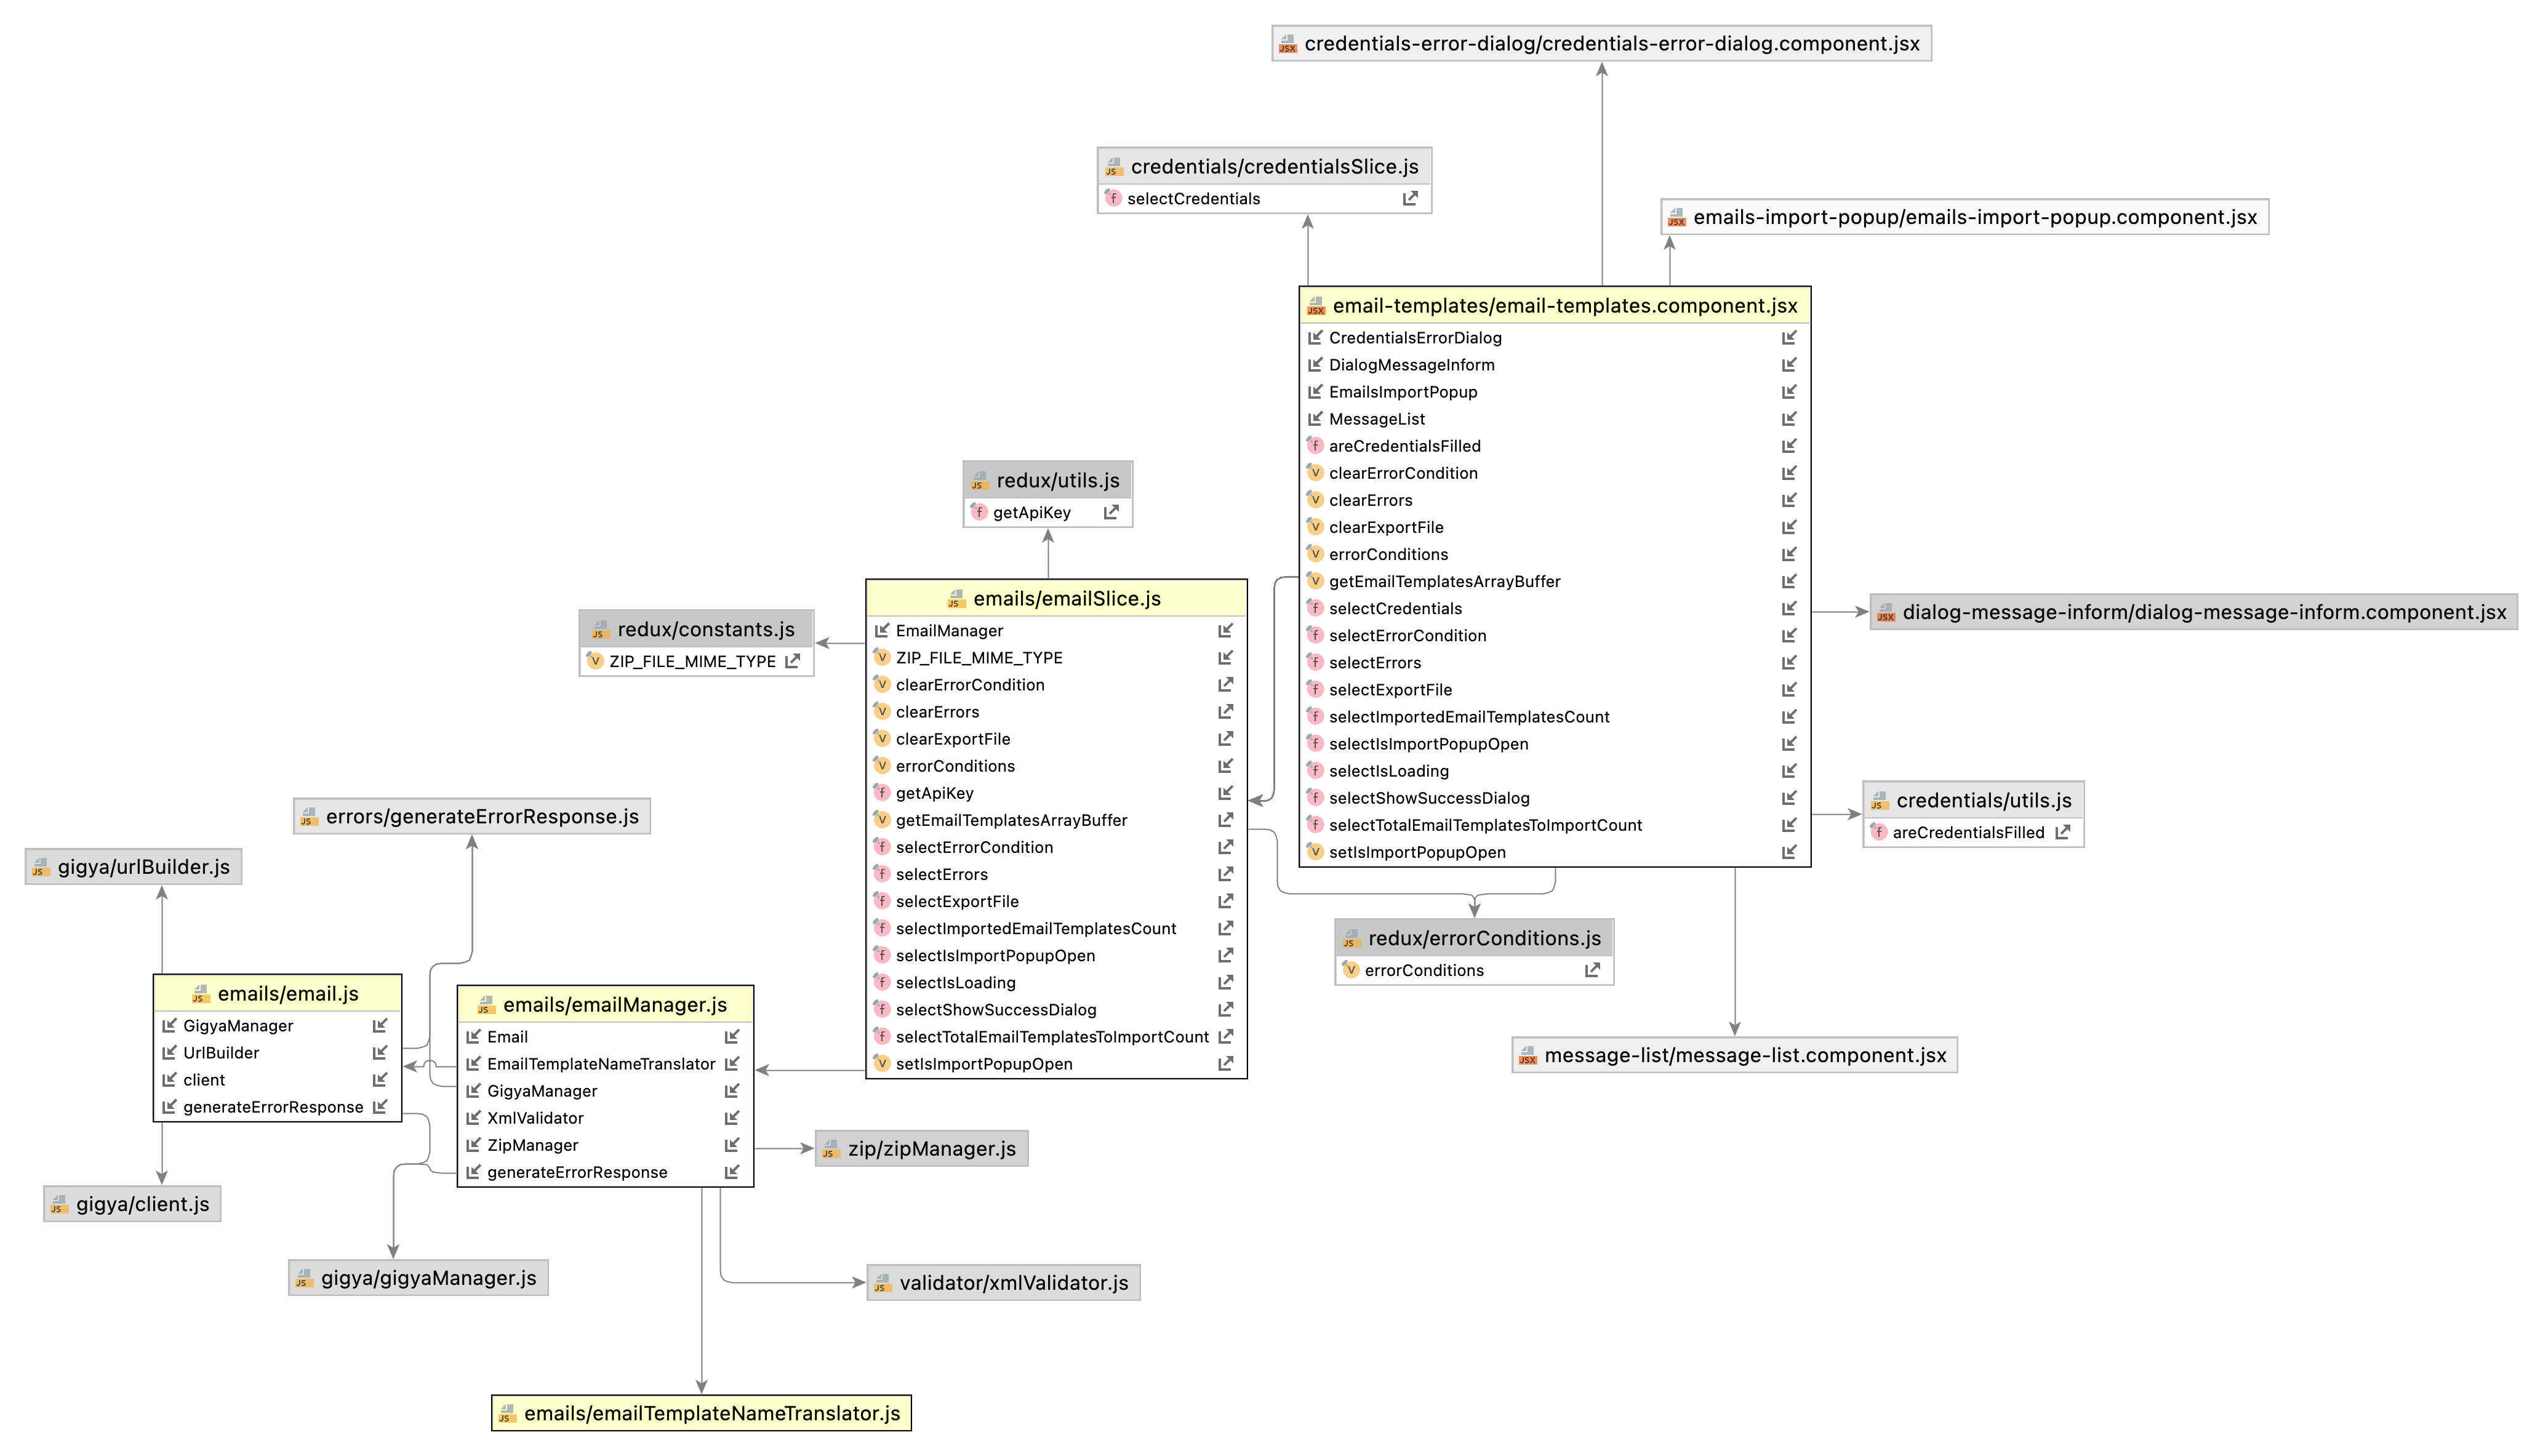 credentials-error-dialog/credentials-error-dialog.component.jsx
credentials/credentialsSlice.js
selectCredentials
emails-import-popup/emails-import-popup.component.jsx
email-templates/email-templates.component.jsx
CredentialsErrorDialog
DialogMessageInform
EmailsImportPopup
MessageList
areCredentialsFilled
clearErrorCondition
clearErrors
clearExportFile
errorConditions
getEmailTemplatesArrayBuffer
selectCredentials
selectErrorCondition
selectErrors
selectExportFile
selectImportedEmailTemplatesCount
selectIsImportPopupOpen
selectIsLoading
selectShowSuccessDialog
selectTotalEmailTemplatesToImportCount
setIsImportPopupOpen
redux/utils.js
getApiKey
emails/emailSlice.js
EmailManager
ZIP_FILE_MIME_TYPE
clearErrorCondition
clearErrors
clearExportFile
errorConditions
getApiKey
getEmailTemplatesArrayBuffer
selectErrorCondition
selectErrors
selectExportFile
selectImportedEmailTemplatesCount
selectIsImportPopupOpen
selectIsLoading
selectShowSuccessDialog
selectTotalEmailTemplatesToImportCount
setIsImportPopupOpen
redux/constants.js
ZIP_FILE_MIME_TYPE
dialog-message-inform/dialog-message-inform.component.jsx
credentials/utils.js
areCredentialsFilled
errors/generateErrorResponse.js
gigya/urlBuilder.js
redux/errorConditions.js
errorConditions
emails/email.js
GigyaManager
UrlBuilder
client
generateErrorResponse
emails/emailManager.js
Email
EmailTemplateNameTranslator
GigyaManager
XmlValidator
ZipManager
generateErrorResponse
message-list/message-list.component.jsx
zip/zipManager.js
gigya/client.js
gigya/gigyaManager.js
validator/xmlValidator.js
emails/emailTemplateNameTranslator.js